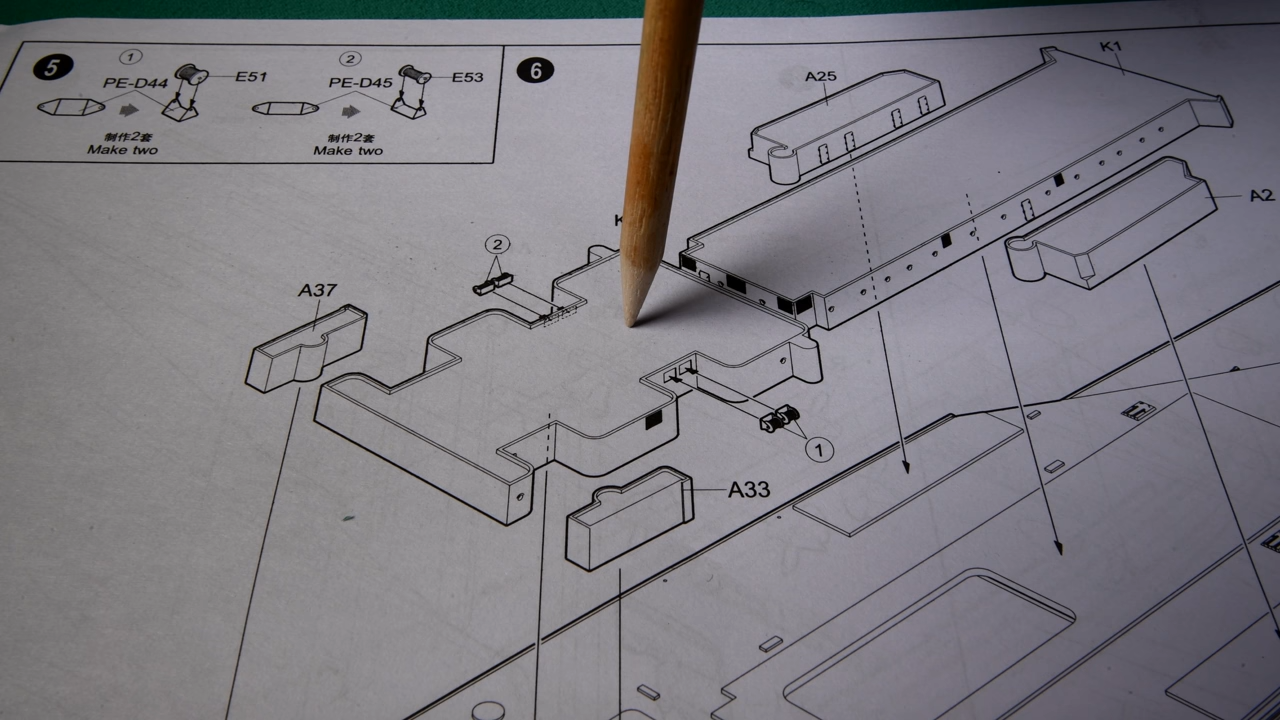 5
1
2
PE-D44
E51
PE-D45
E53
制作2套
Make two
制作2套
Make two
6
A25
K1
A2
K
2
A37
1
A33